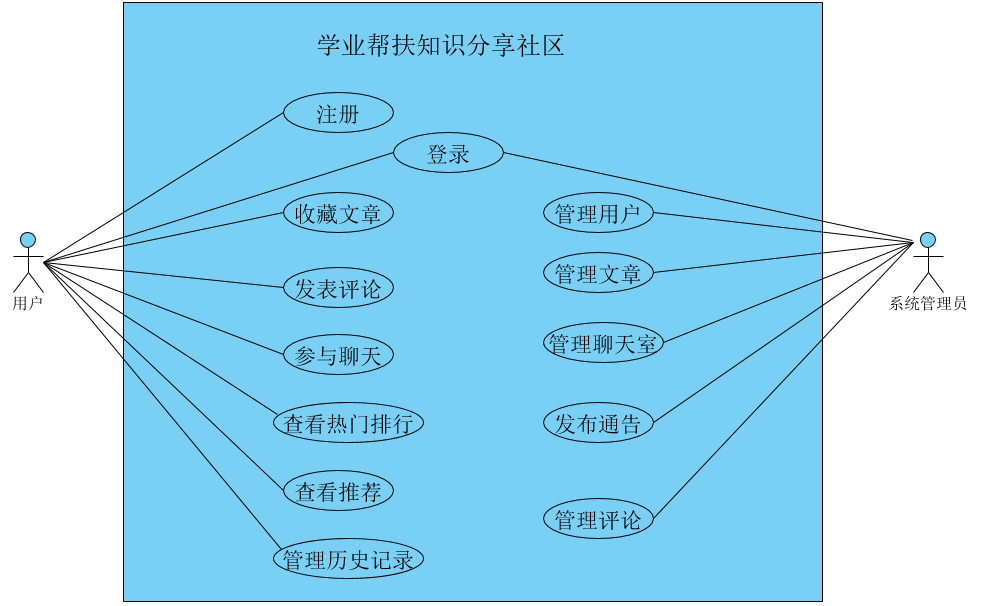 学业帮扶知识分享社区
注册
登录
收藏文章
管理用户
管理文章
发表评论
用户
系统管理员
参与聊天
管理聊天室
查看热门排行
发布通告
查看推荐
管理评论
管理历史记录